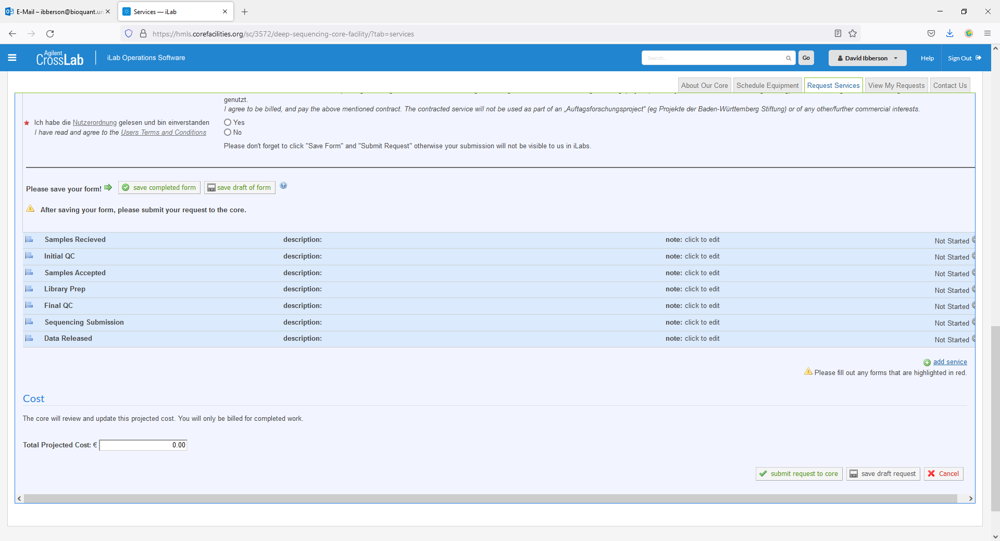 E-Mail – ibberson@bioquant.un
Services — iLab
https://hmls.corefacilities.org/sc/3572/deep-sequencing-core-facility/?tab=services
Agilent
CrossLab
iLab Operations Software
Search...
Go
David Ibberson
Help
Sign Out
About Our Core
Schedule Equipment
Request Services
View My Requests
Contact Us
genutzt.
I agree to be billed, and pay the above mentioned contract. The contracted service will not be used as part of an „Auftagsforschungsproject“ (eg Projekte der Baden-Württemberg Stiftung) or of any other/further commercial interests.
Ich habe die Nutzerordnung gelesen und bin einverstanden
I have read and agree to the Users Terms and Conditions
Yes
No
Please don't forget to click "Save Form" and "Submit Request" otherwise your submission will not be visible to us in iLabs.
Please save your form! save completed form save draft of form
After saving your form, please submit your request to the core.
Samples Recieved description: note: click to edit Not Started
Initial QC description: note: click to edit Not Started
Samples Accepted description: note: click to edit Not Started
Library Prep description: note: click to edit Not Started
Final QC description: note: click to edit Not Started
Sequencing Submission description: note: click to edit Not Started
Data Released description: note: click to edit Not Started
add service
Please fill out any forms that are highlighted in red.
Cost
The core will review and update this projected cost. You will only be billed for completed work.
Total Projected Cost: € 0.00
submit request to core save draft request Cancel